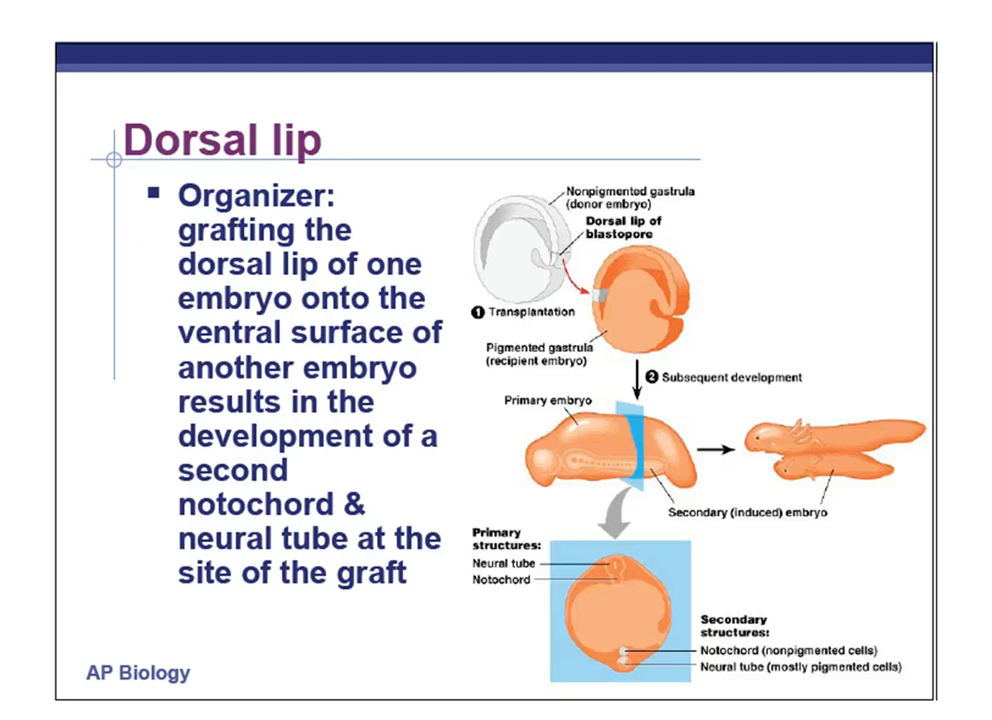 Dorsal lip
Organizer:
grafting the
dorsal lip of one
embryo onto the
ventral surface of
another embryo
results in the
development of a
second
notochord &
neural tube at the
site of the graft
Nonpigmented gastrula
(donor embryo)
Dorsal lip of
blastopore
1 Transplantation
Pigmented gastrula
(recipient embryo)
2 Subsequent development
Primary embryo
Secondary (induced) embryo
Primary
structures:
Neural tube
Notochord
Secondary
structures:
Notochord (nonpigmented cells)
Neural tube (mostly pigmented cells)
AP Biology